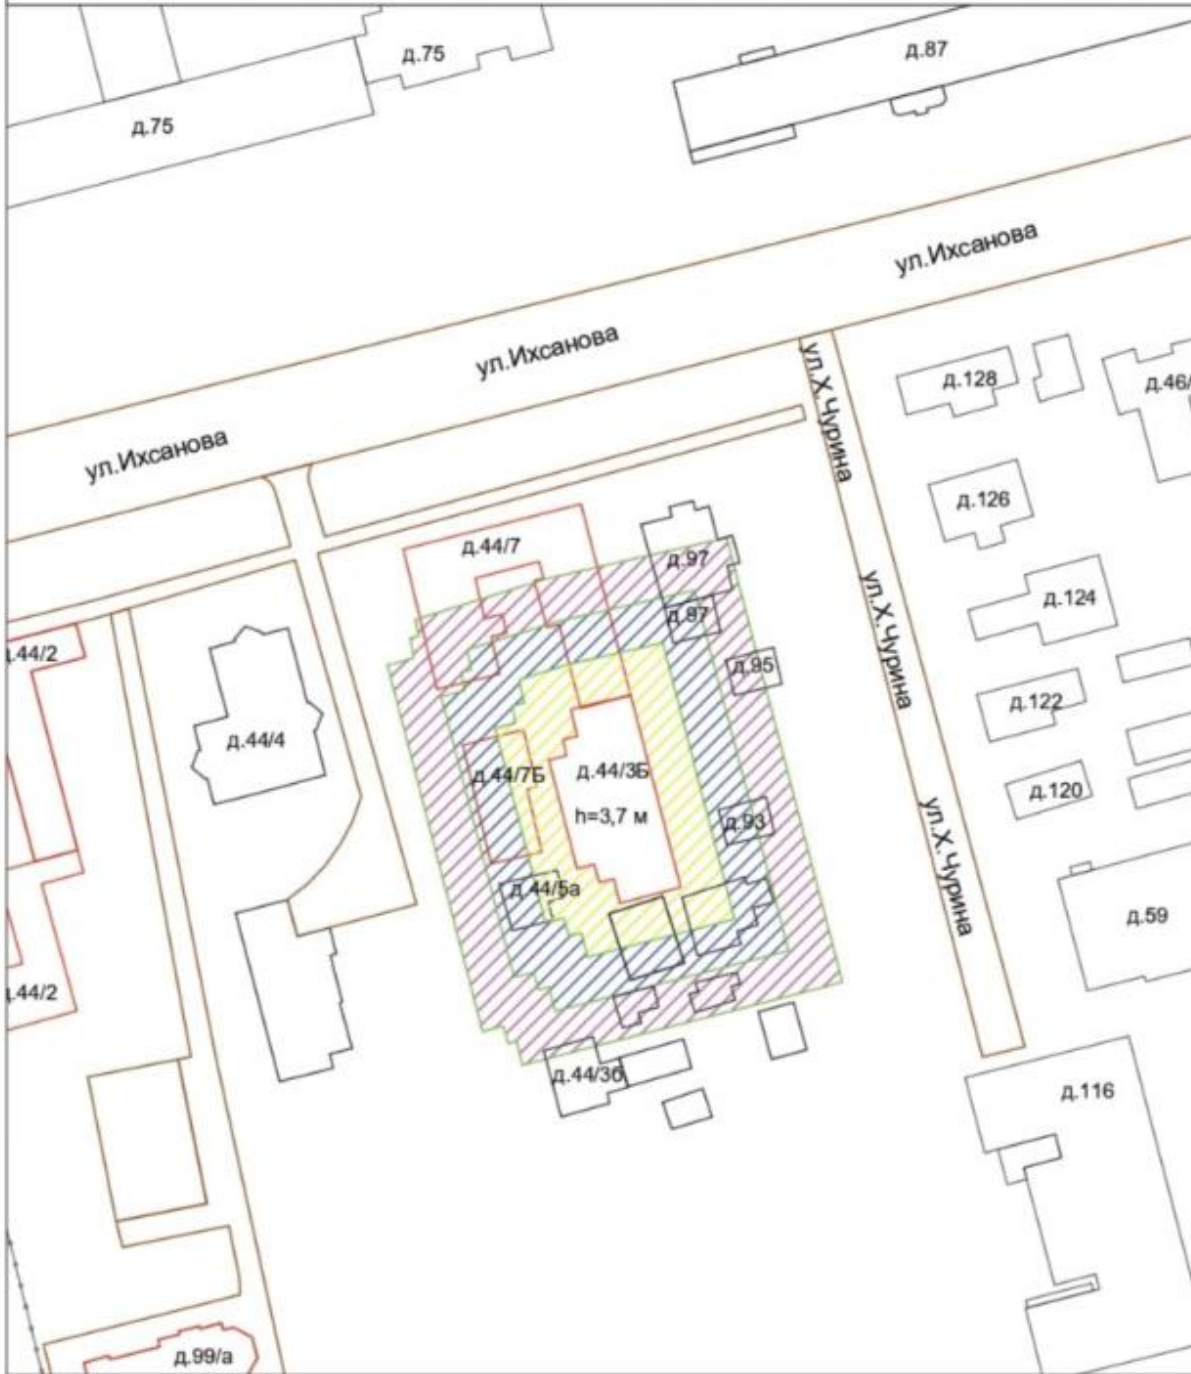 д.75
д.87
д.75
ул.Ихсанова
ул.Ихсанова
ул.Ихсанова
ул.Х.Чурина
д.128
д.46/
д.126
д.44/7
д.97
д.124
ул.Х.Чурина
д.97
.44/2
д.95
д.122
д.44/4
д.44/7Б
д.44/3Б
д.120
h=3,7 м
д.93
ул.Х.Чурина
д.44/5а
д.59
.44/2
д.44/3б
д.116
д.99/а